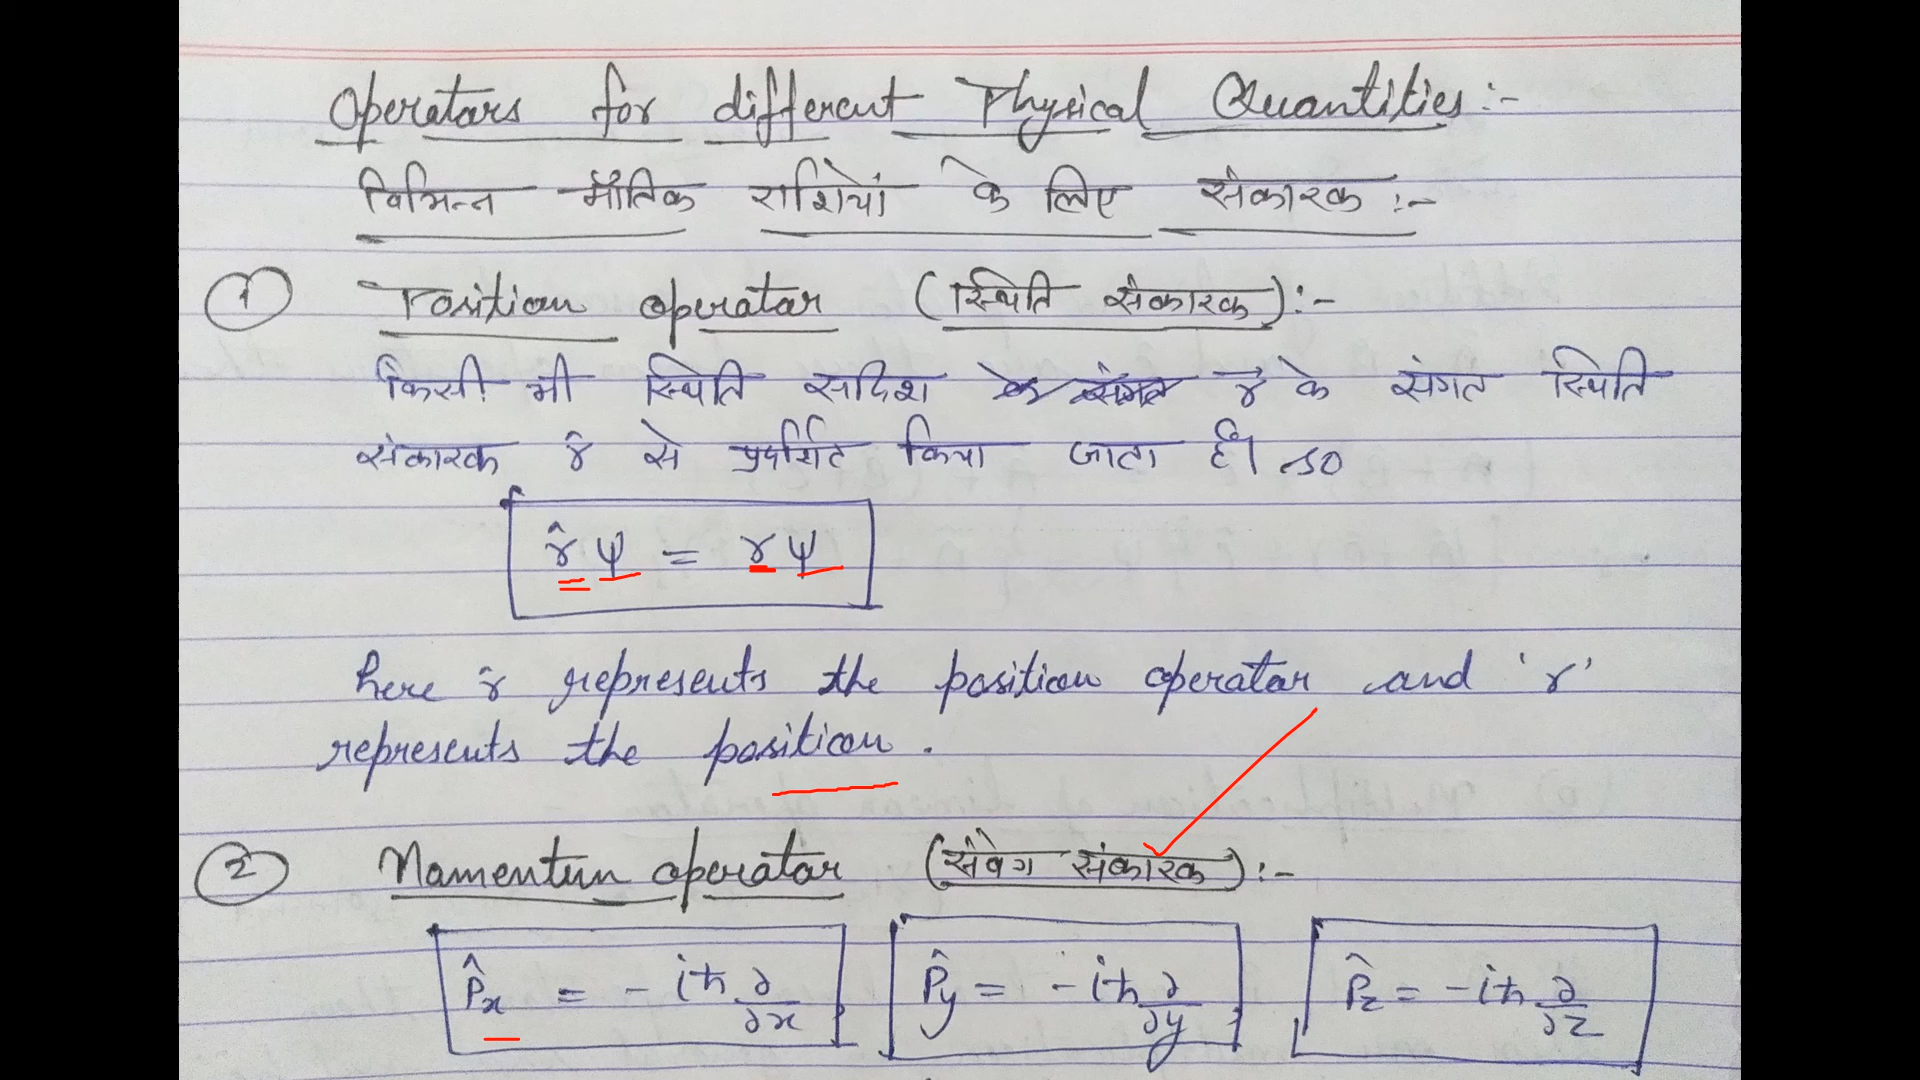 Operators for different Physical Quantities :-
विभिन्न भौतिक राशियों के लिए संकारक :-
① Position operator (स्थिति संकारक) :-
किसी भी स्थिति सदिश r⃗ के संगत स्थिति
संकारक r̂ से प्रदर्शित किया जाता है। so
r̂ψ = rψ
here r̂ represents the position operator and 'r'
represents the position.
② Momentum operator (संवेग संकारक) :-
P̂x = -iħ ∂/∂x P̂y = -iħ ∂/∂y P̂z = -iħ ∂/∂z